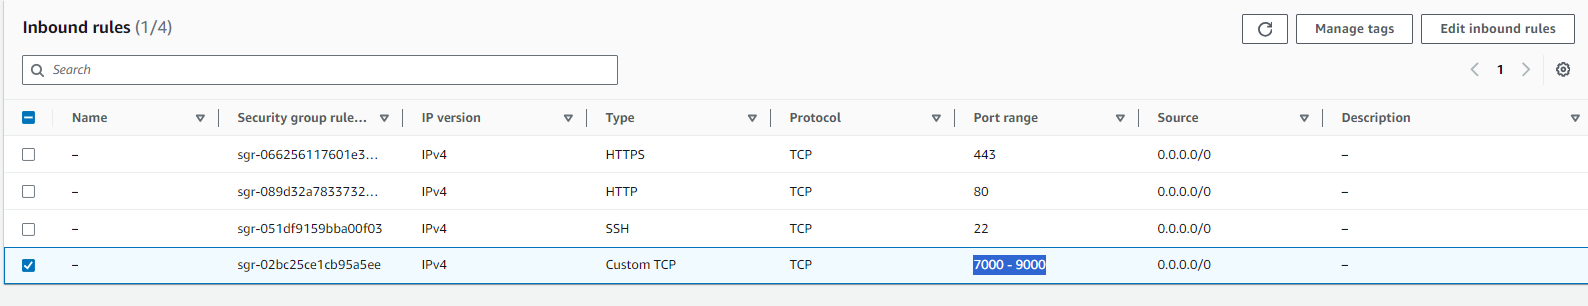 Inbound rules (1/4)
Manage tags
Edit inbound rules
Search
1
Name Security group rule... IP version Type Protocol Port range Source Description
– sgr-066256117601e3... IPv4 HTTPS TCP 443 0.0.0.0/0 –
– sgr-089d32a7833732... IPv4 HTTP TCP 80 0.0.0.0/0 –
– sgr-051df9159bba00f03 IPv4 SSH TCP 22 0.0.0.0/0 –
– sgr-02bc25ce1cb95a5ee IPv4 Custom TCP TCP 7000 - 9000 0.0.0.0/0 –